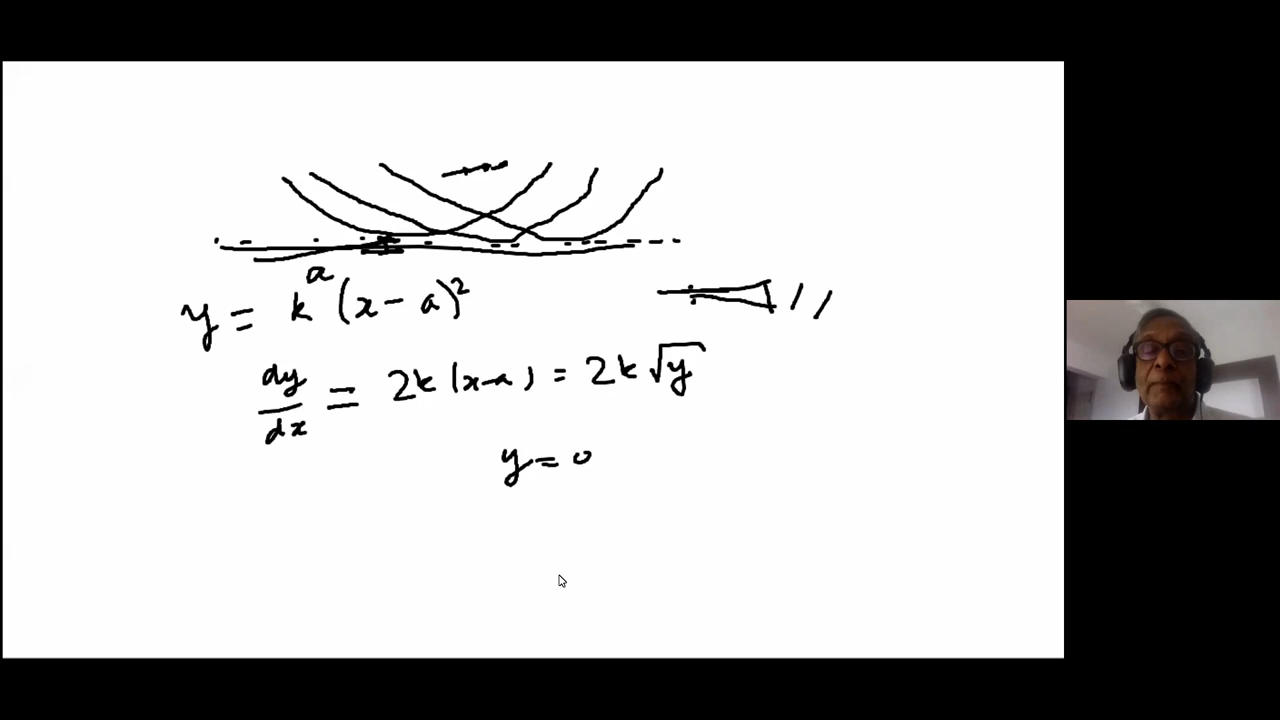 a
y = k (x - a)²
dy/dx = 2k (x-a) = 2k √y
y = 0